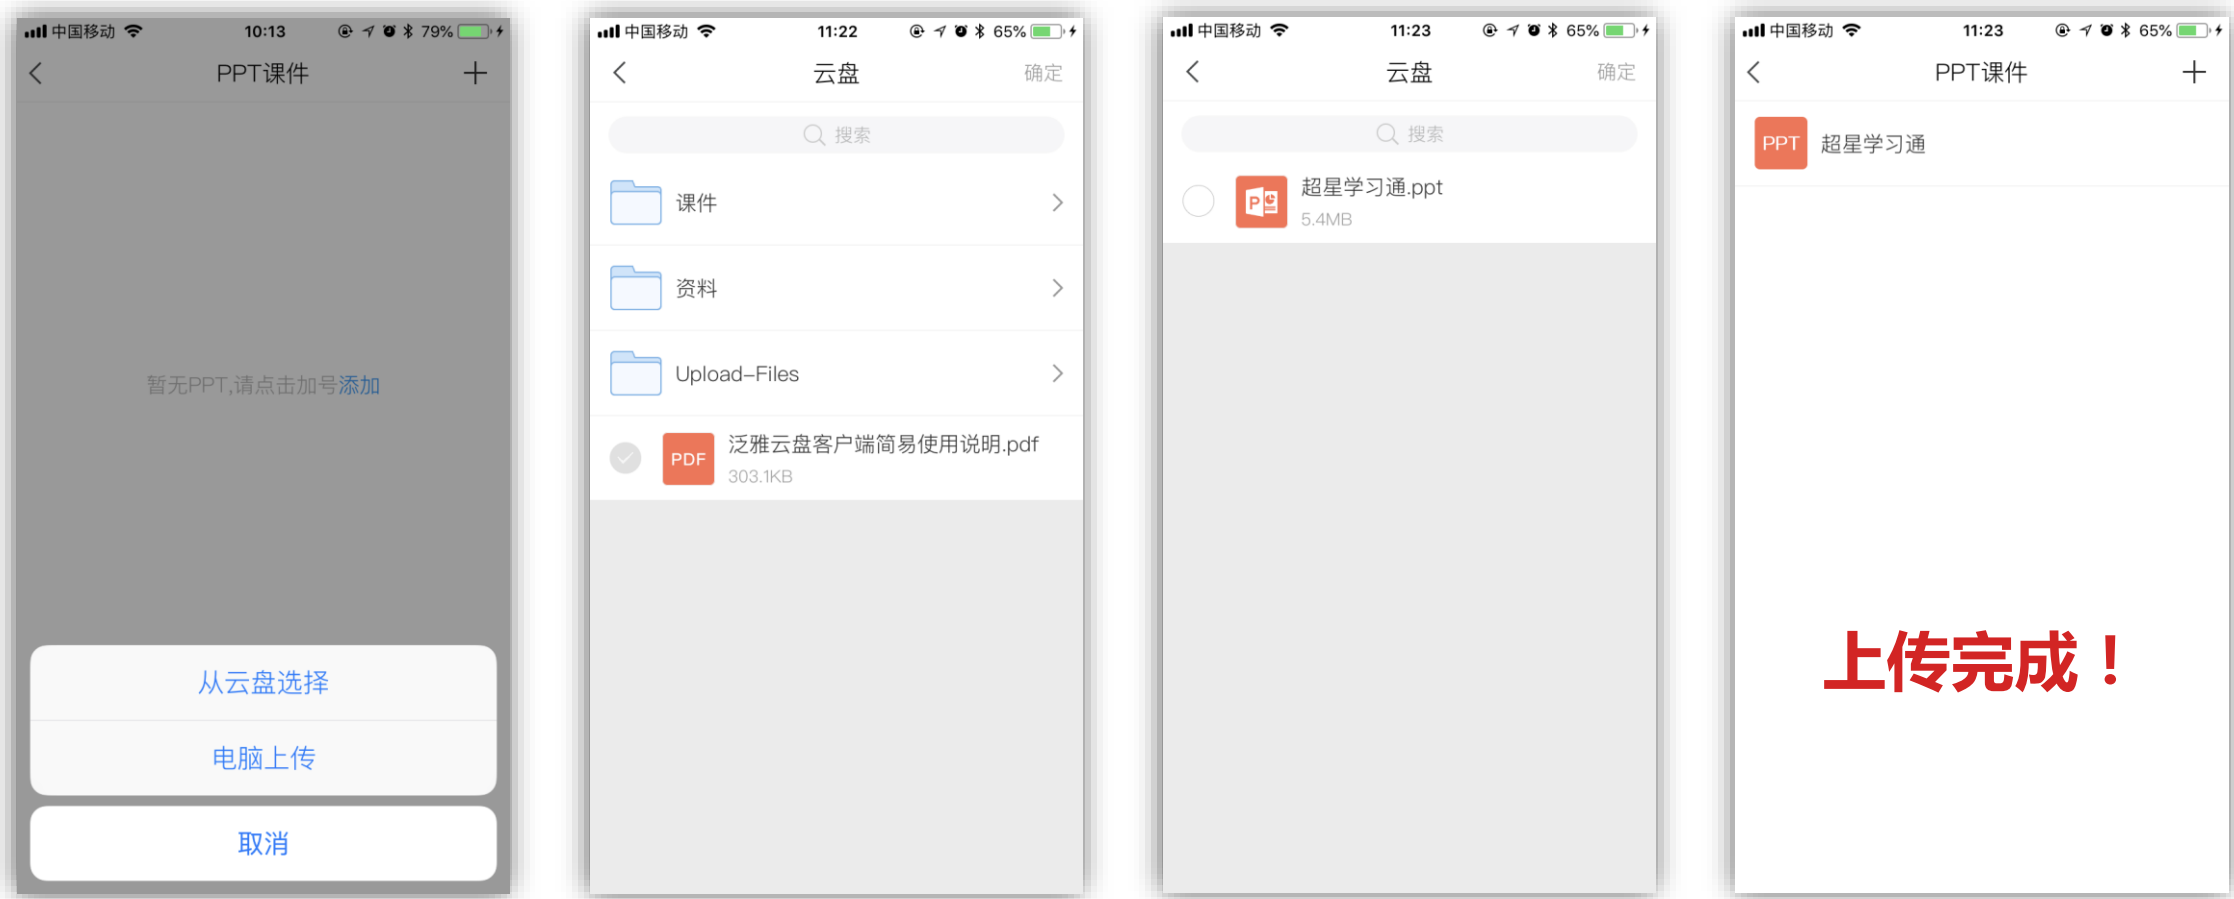 中国移动 10:13 79%
PPT课件
暂无PPT,请点击加号添加
从云盘选择
电脑上传
取消
中国移动 11:22 65%
云盘 确定
搜索
课件
资料
Upload-Files
PDF 泛雅云盘客户端简易使用说明.pdf
303.1KB
中国移动 11:23 65%
云盘 确定
搜索
P 超星学习通.ppt
5.4MB
中国移动 11:23 65%
PPT课件
PPT 超星学习通
上传完成！